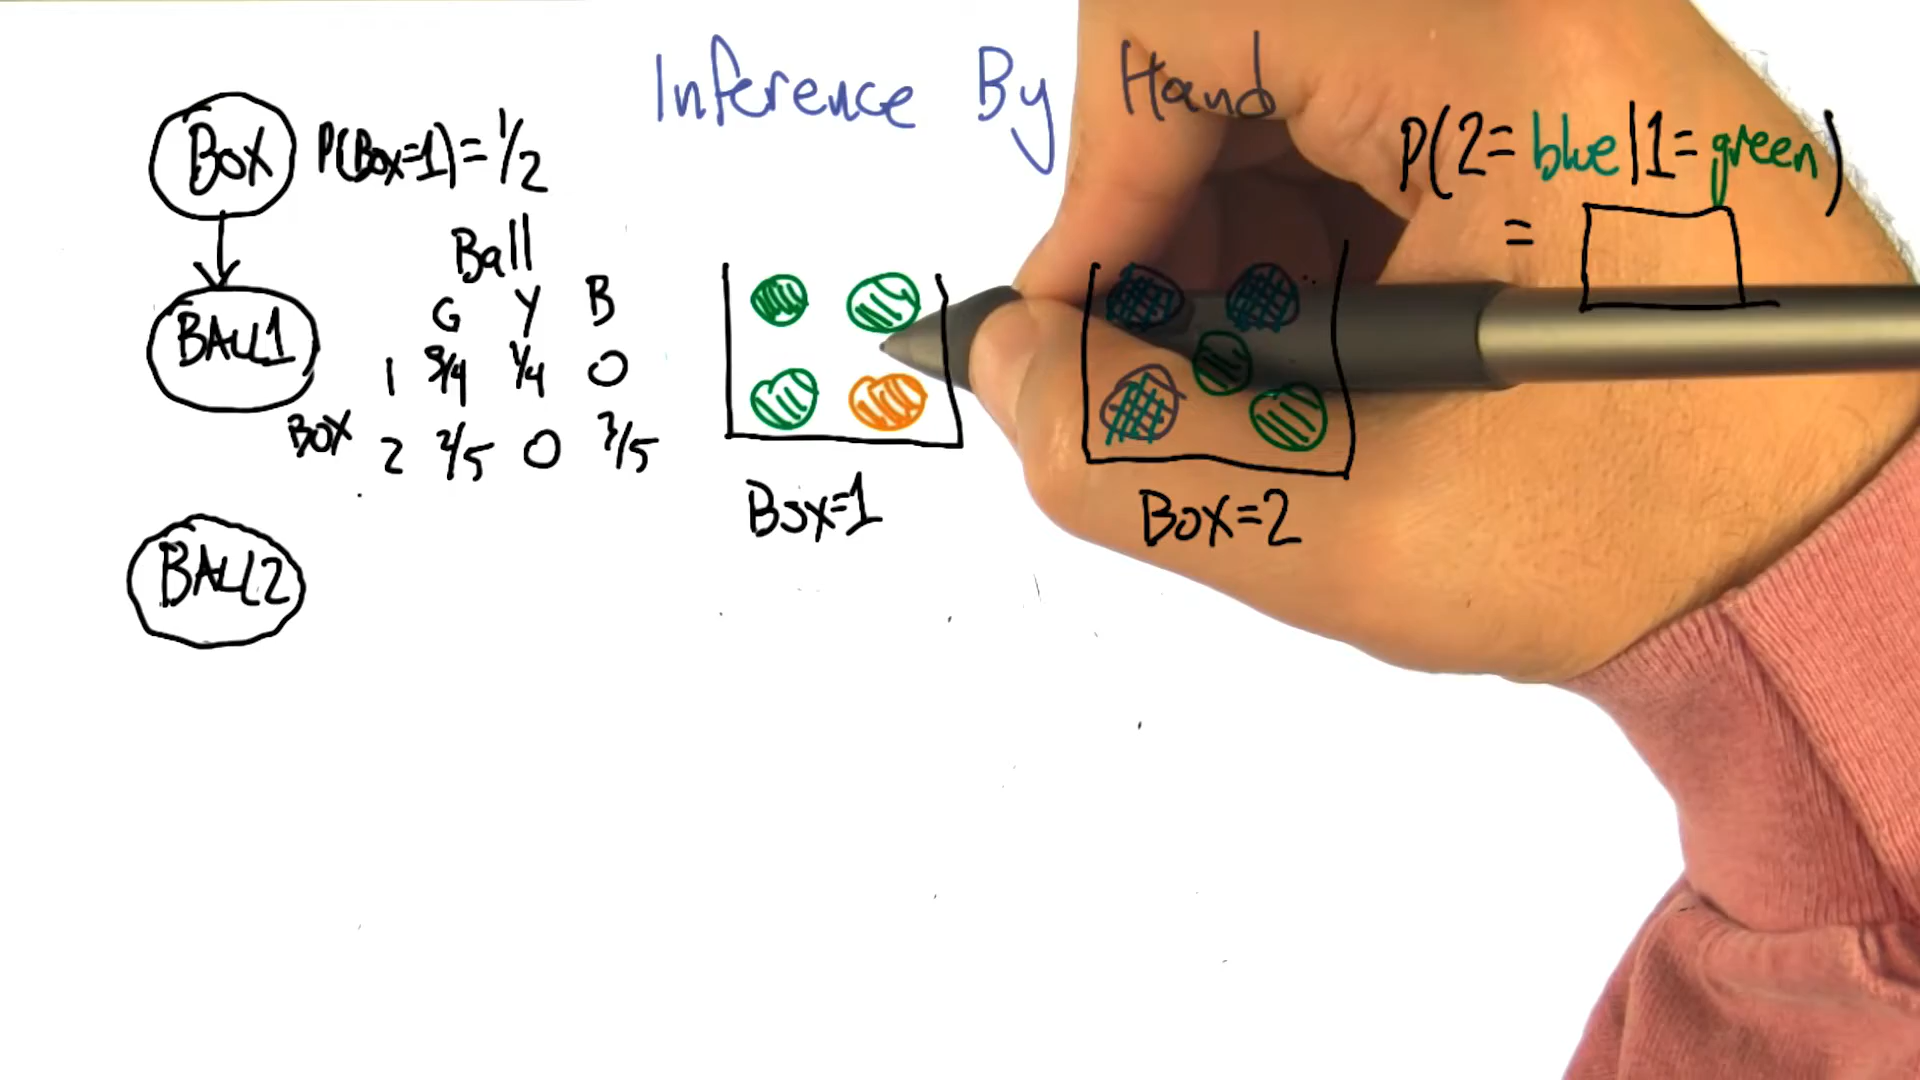 Inference By Hand
BOX P(Box=1)=1/2
P(2=blue|1=green)
=
Ball
G Y B
BALL1
1 3/4 1/4 0
BOX
2 2/5 0 3/5
Box=1
Box=2
BALL2